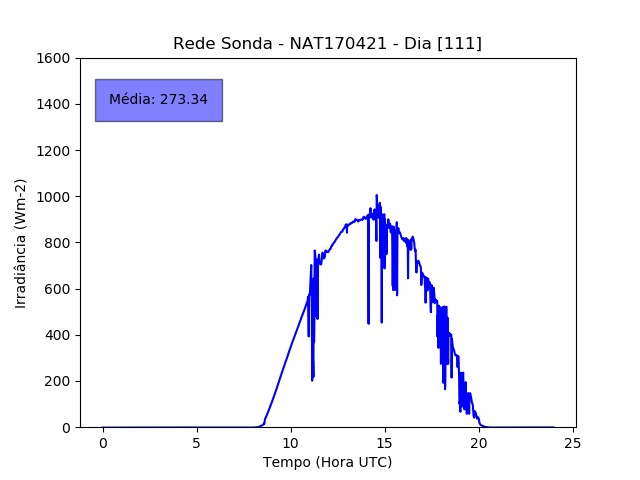 Rede Sonda - NAT170421 - Dia [111]
1600
1400
1200
1000
800
600
400
200
0
Média: 273.34
Irradiância (Wm-2)
0 5 10 15 20 25
Tempo (Hora UTC)